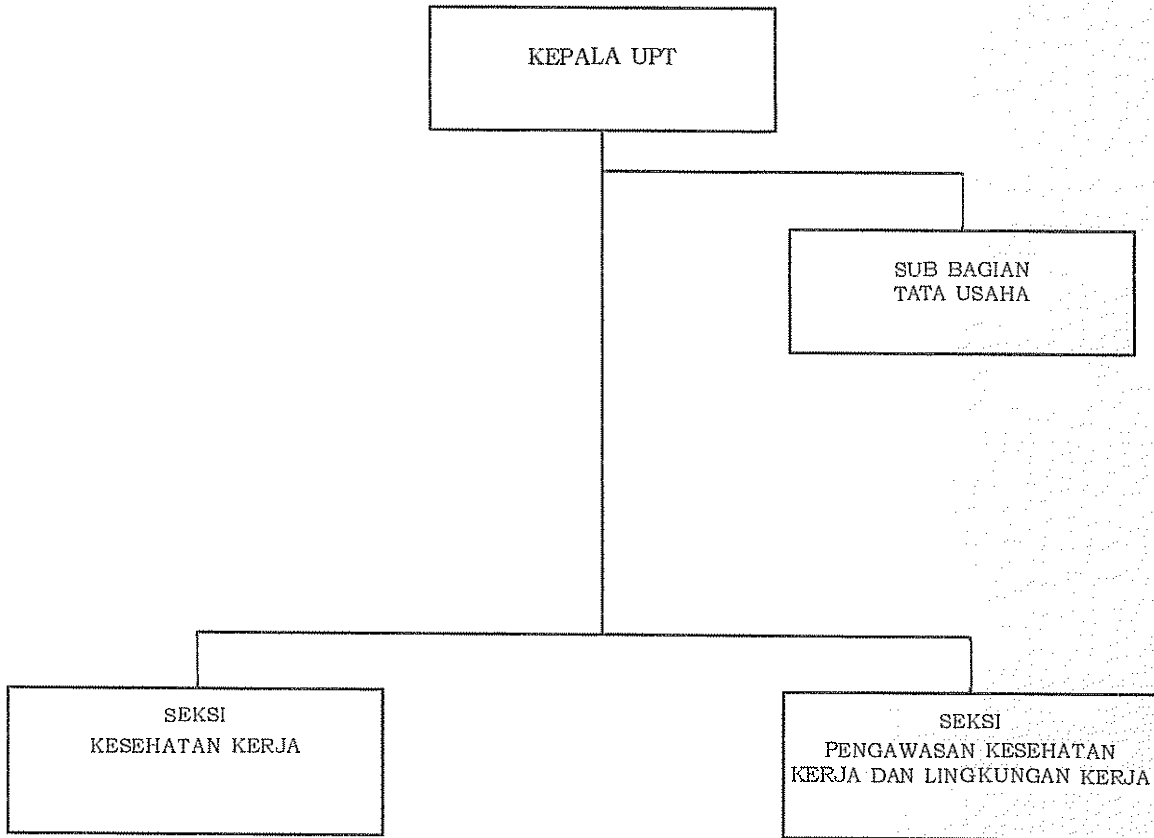 KEPALA UPT
SUB BAGIAN
TATA USAHA
SEKSI
KESEHATAN KERJA
SEKSI
PENGAWASAN KESEHATAN
KERJA DAN LINGKUNGAN KERJA